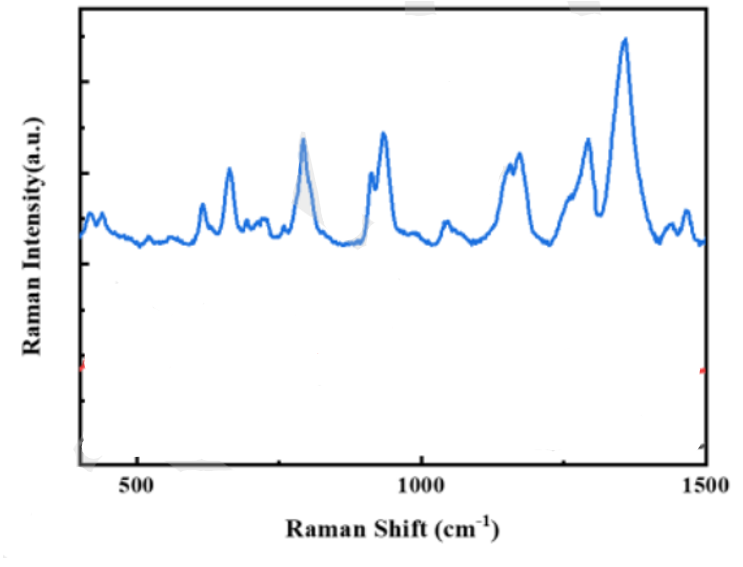 Raman Intensity(a.u.)
500
1000
1500
Raman Shift (cm⁻¹)